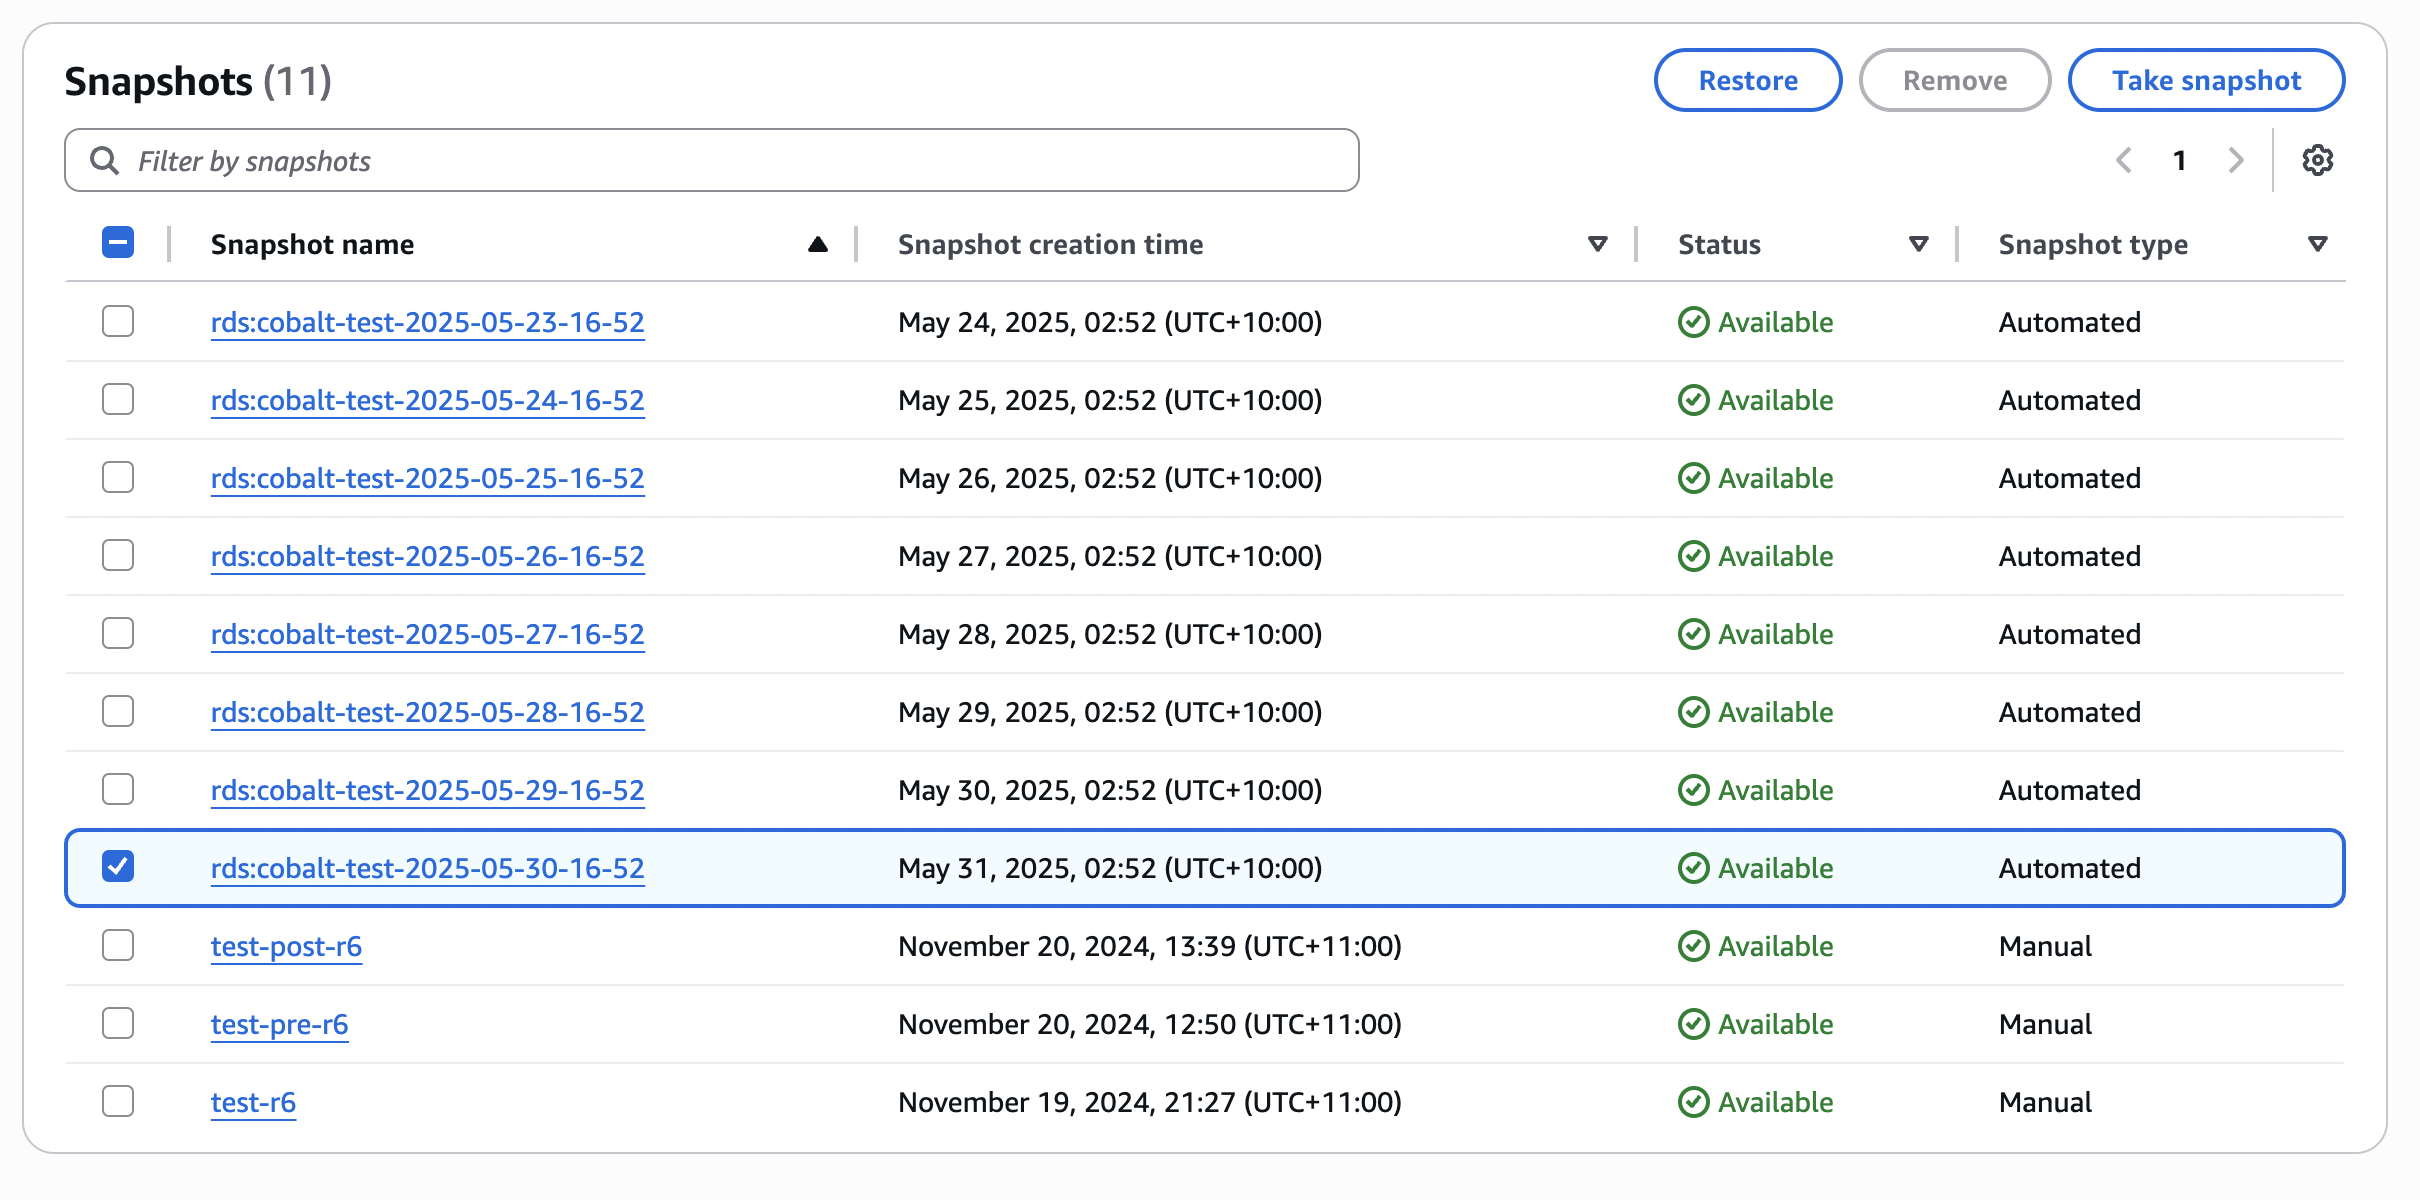 Snapshots (11) Restore Remove Take snapshot
Filter by snapshots 1
Snapshot name Snapshot creation time Status Snapshot type
rds:cobalt-test-2025-05-23-16-52 May 24, 2025, 02:52 (UTC+10:00) Available Automated
rds:cobalt-test-2025-05-24-16-52 May 25, 2025, 02:52 (UTC+10:00) Available Automated
rds:cobalt-test-2025-05-25-16-52 May 26, 2025, 02:52 (UTC+10:00) Available Automated
rds:cobalt-test-2025-05-26-16-52 May 27, 2025, 02:52 (UTC+10:00) Available Automated
rds:cobalt-test-2025-05-27-16-52 May 28, 2025, 02:52 (UTC+10:00) Available Automated
rds:cobalt-test-2025-05-28-16-52 May 29, 2025, 02:52 (UTC+10:00) Available Automated
rds:cobalt-test-2025-05-29-16-52 May 30, 2025, 02:52 (UTC+10:00) Available Automated
rds:cobalt-test-2025-05-30-16-52 May 31, 2025, 02:52 (UTC+10:00) Available Automated
test-post-r6 November 20, 2024, 13:39 (UTC+11:00) Available Manual
test-pre-r6 November 20, 2024, 12:50 (UTC+11:00) Available Manual
test-r6 November 19, 2024, 21:27 (UTC+11:00) Available Manual